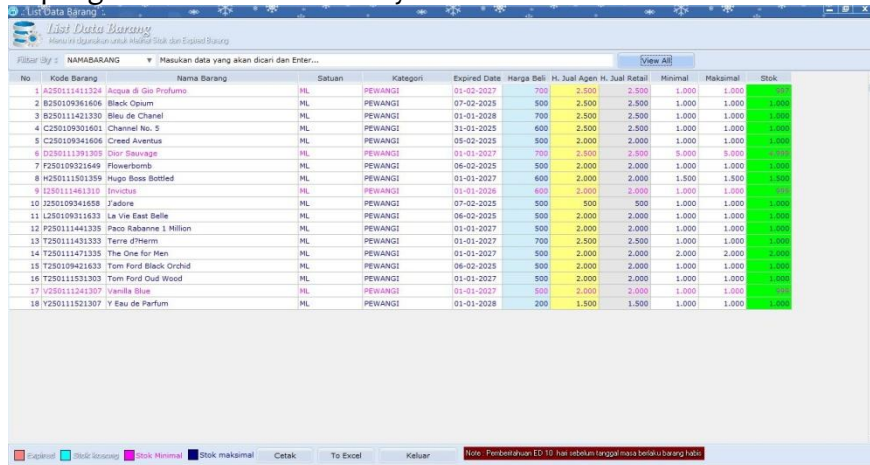 .: List Data Barang :.
List Data Barang
Menu ini digunakan untuk Melihat Stok dan Expired Barang
Filter By : NAMABARANG Masukan data yang akan dicari dan Enter... View All
No Kode Barang Nama Barang Satuan Kategori Expired Date Harga Beli H. Jual Agen H. Jual Retail Minimal Maksimal Stok
1 A250111411324 Acqua di Gio Profumo ML PEWANGI 01-02-2027 700 2.500 2.500 1.000 1.000 997
2 B250109361606 Black Opium ML PEWANGI 07-02-2025 500 2.000 2.000 1.000 1.000 1.000
3 B250111421330 Bleu de Chanel ML PEWANGI 01-01-2028 700 2.500 2.500 1.000 1.000 1.000
4 C250109301601 Channel No. 5 ML PEWANGI 31-01-2025 600 2.500 2.500 1.000 1.000 1.000
5 C250109341606 Creed Aventus ML PEWANGI 05-02-2025 500 2.000 2.500 1.000 1.000 1.000
6 D250111391305 Dior Sauvage ML PEWANGI 01-01-2027 700 2.500 2.500 5.000 5.000
7 F250109321649 Flowerbomb ML PEWANGI 06-02-2025 500 2.000 2.000 1.000 1.000 1.000
8 H250111501359 Hugo Boss Bottled ML PEWANGI 01-01-2027 600 2.000 2.000 1.500 1.500 1.500
9 I250111461310 Invictus ML PEWANGI 01-01-2026 600 2.000 2.000 1.000 1.000
10 J250109341658 J'adore ML PEWANGI 07-02-2025 500 500 500 1.000 1.000 1.000
11 L250109311633 La Vie East Belle ML PEWANGI 06-02-2025 500 2.000 2.000 1.000 1.000 1.000
12 P250111441335 Paco Rabanne 1 Million ML PEWANGI 01-01-2027 500 2.000 2.000 1.000 1.000 1.000
13 T250111431333 Terre d?Herm ML PEWANGI 01-01-2027 700 2.500 2.500 1.000 1.000 1.000
14 T250111471335 The One for Men ML PEWANGI 01-01-2027 500 2.000 2.000 2.000 2.000 2.000
15 T250109421633 Tom Ford Black Orchid ML PEWANGI 06-02-2025 500 2.000 2.000 1.000 1.000 1.000
16 T250111531303 Tom Ford Oud Wood ML PEWANGI 01-01-2027 500 2.000 2.000 1.000 1.000 1.000
17 V250111241307 Vanilla Blue ML PEWANGI 01-01-2027 500 2.000 2.000 1.000 1.000
18 Y250111521307 Y Eau de Parfum ML PEWANGI 01-01-2028 200 1.500 1.500 1.000 1.000 1.000
Expired Stok kosong Stok Minimal Stok maksimal Cetak To Excel Keluar Note : Pemberitahuan ED 10 hari sebelum tanggal masa berlaku barang habis